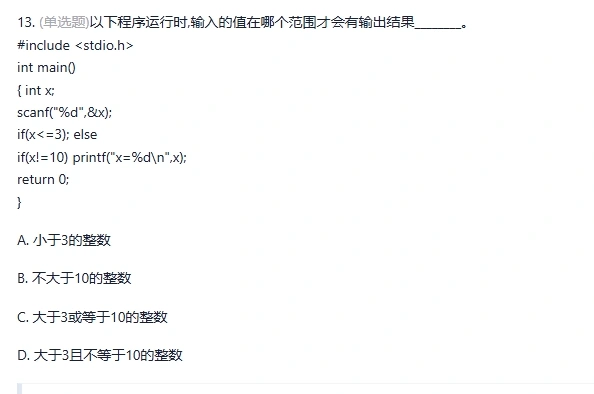 13. (单选题)以下程序运行时,输入的值在哪个范围才会有输出结果________。
#include <stdio.h>
int main()
{ int x;
scanf("%d",&x);
if(x<=3); else
if(x!=10) printf("x=%d\n",x);
return 0;
}
A. 小于3的整数
B. 不大于10的整数
C. 大于3或等于10的整数
D. 大于3且不等于10的整数